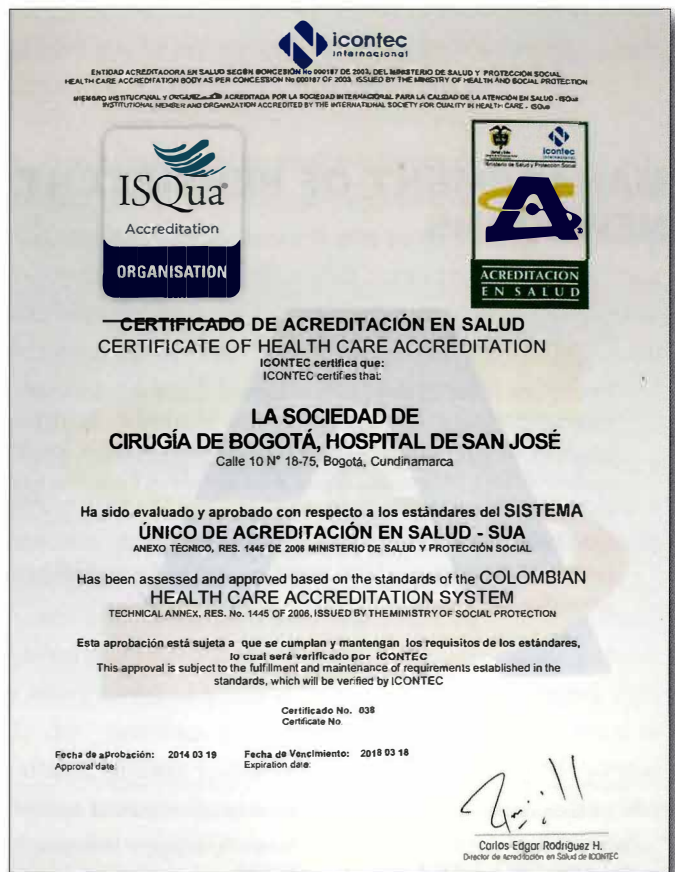 icontec
internacional
ENTIDAD ACREDITADORA EN SALUD SEGÚN CONCESIÓN No 000187 DE 2003, DEL MINISTERIO DE SALUD Y PROTECCIÓN SOCIAL
HEALTH CARE ACCREDITATION BODY AS PER CONCESSION No 000187 OF 2003. ISSUED BY THE MINISTRY OF HEALTH AND SOCIAL PROTECTION
MIEMBRO INSTITUCIONAL Y ORGANIZACIÓN ACREDITADA POR LA SOCIEDAD INTERNACIONAL PARA LA CALIDAD DE LA ATENCIÓN EN SALUD - ISQua
INSTITUTIONAL MEMBER AND ORGANIZATION ACCREDITED BY THE INTERNATIONAL SOCIETY FOR QUALITY IN HEALTH CARE - ISQua
ISQua
Accreditation
ORGANISATION
icontec
internacional
Ministerio de Salud y Protección Social
ACREDITACION
EN SALUD
CERTIFICADO DE ACREDITACIÓN EN SALUD
CERTIFICATE OF HEALTH CARE ACCREDITATION
ICONTEC certifica que:
ICONTEC certifies that:
LA SOCIEDAD DE
CIRUGÍA DE BOGOTÁ, HOSPITAL DE SAN JOSÉ
Calle 10 N° 18-75, Bogotá, Cundinamarca
Ha sido evaluado y aprobado con respecto a los estándares del SISTEMA
ÚNICO DE ACREDITACIÓN EN SALUD - SUA
ANEXO TÉCNICO, RES. 1445 DE 2006 MINISTERIO DE SALUD Y PROTECCIÓN SOCIAL
Has been assessed and approved based on the standards of the COLOMBIAN
HEALTH CARE ACCREDITATION SYSTEM
TECHNICAL ANNEX, RES. No. 1445 OF 2006, ISSUED BY THE MINISTRY OF SOCIAL PROTECTION
Esta aprobación está sujeta a que se cumplan y mantengan los requisitos de los estándares,
lo cual será verificado por ICONTEC
This approval is subject to the fulfillment and maintenance of requirements established in the
standards, which will be verified by ICONTEC
Certificado No. 038
Certificate No.
Fecha de aprobación: 2014 03 19 Fecha de Vencimiento: 2018 03 18
Approval date: Expiration date:
Carlos Edgar Rodríguez H.
Director de Acreditación en Salud de ICONTEC